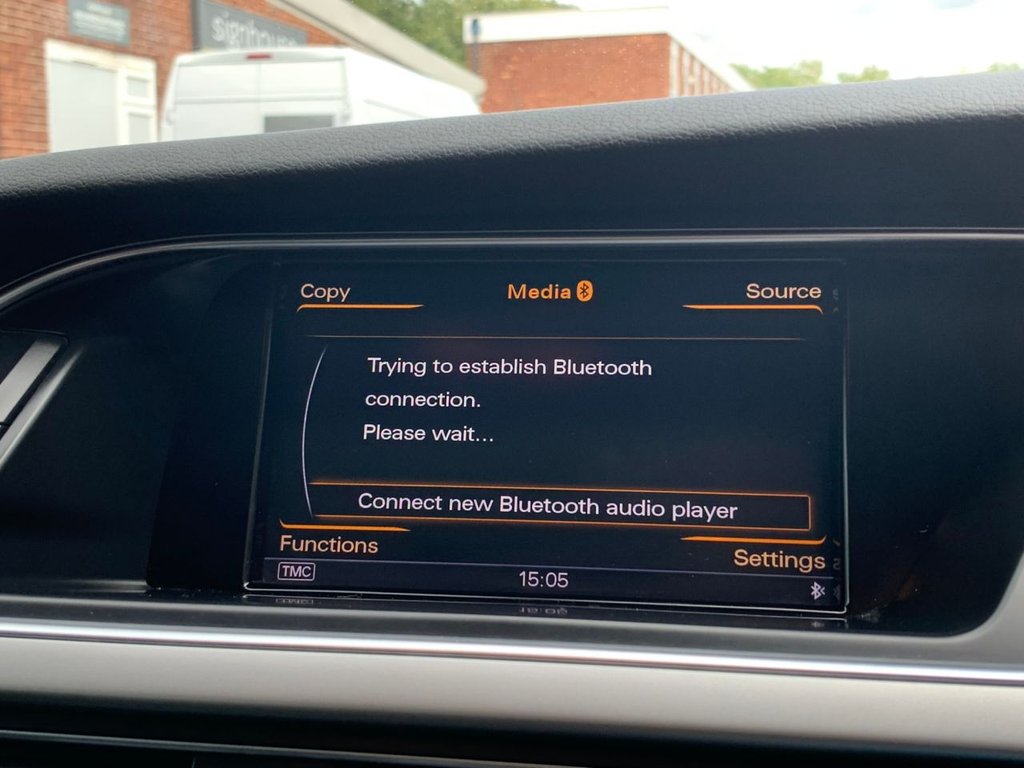 signhouse
Copy
Media
Source
Trying to establish Bluetooth
connection.
Please wait...
Connect new Bluetooth audio player
Functions
Settings
TMC
15:05